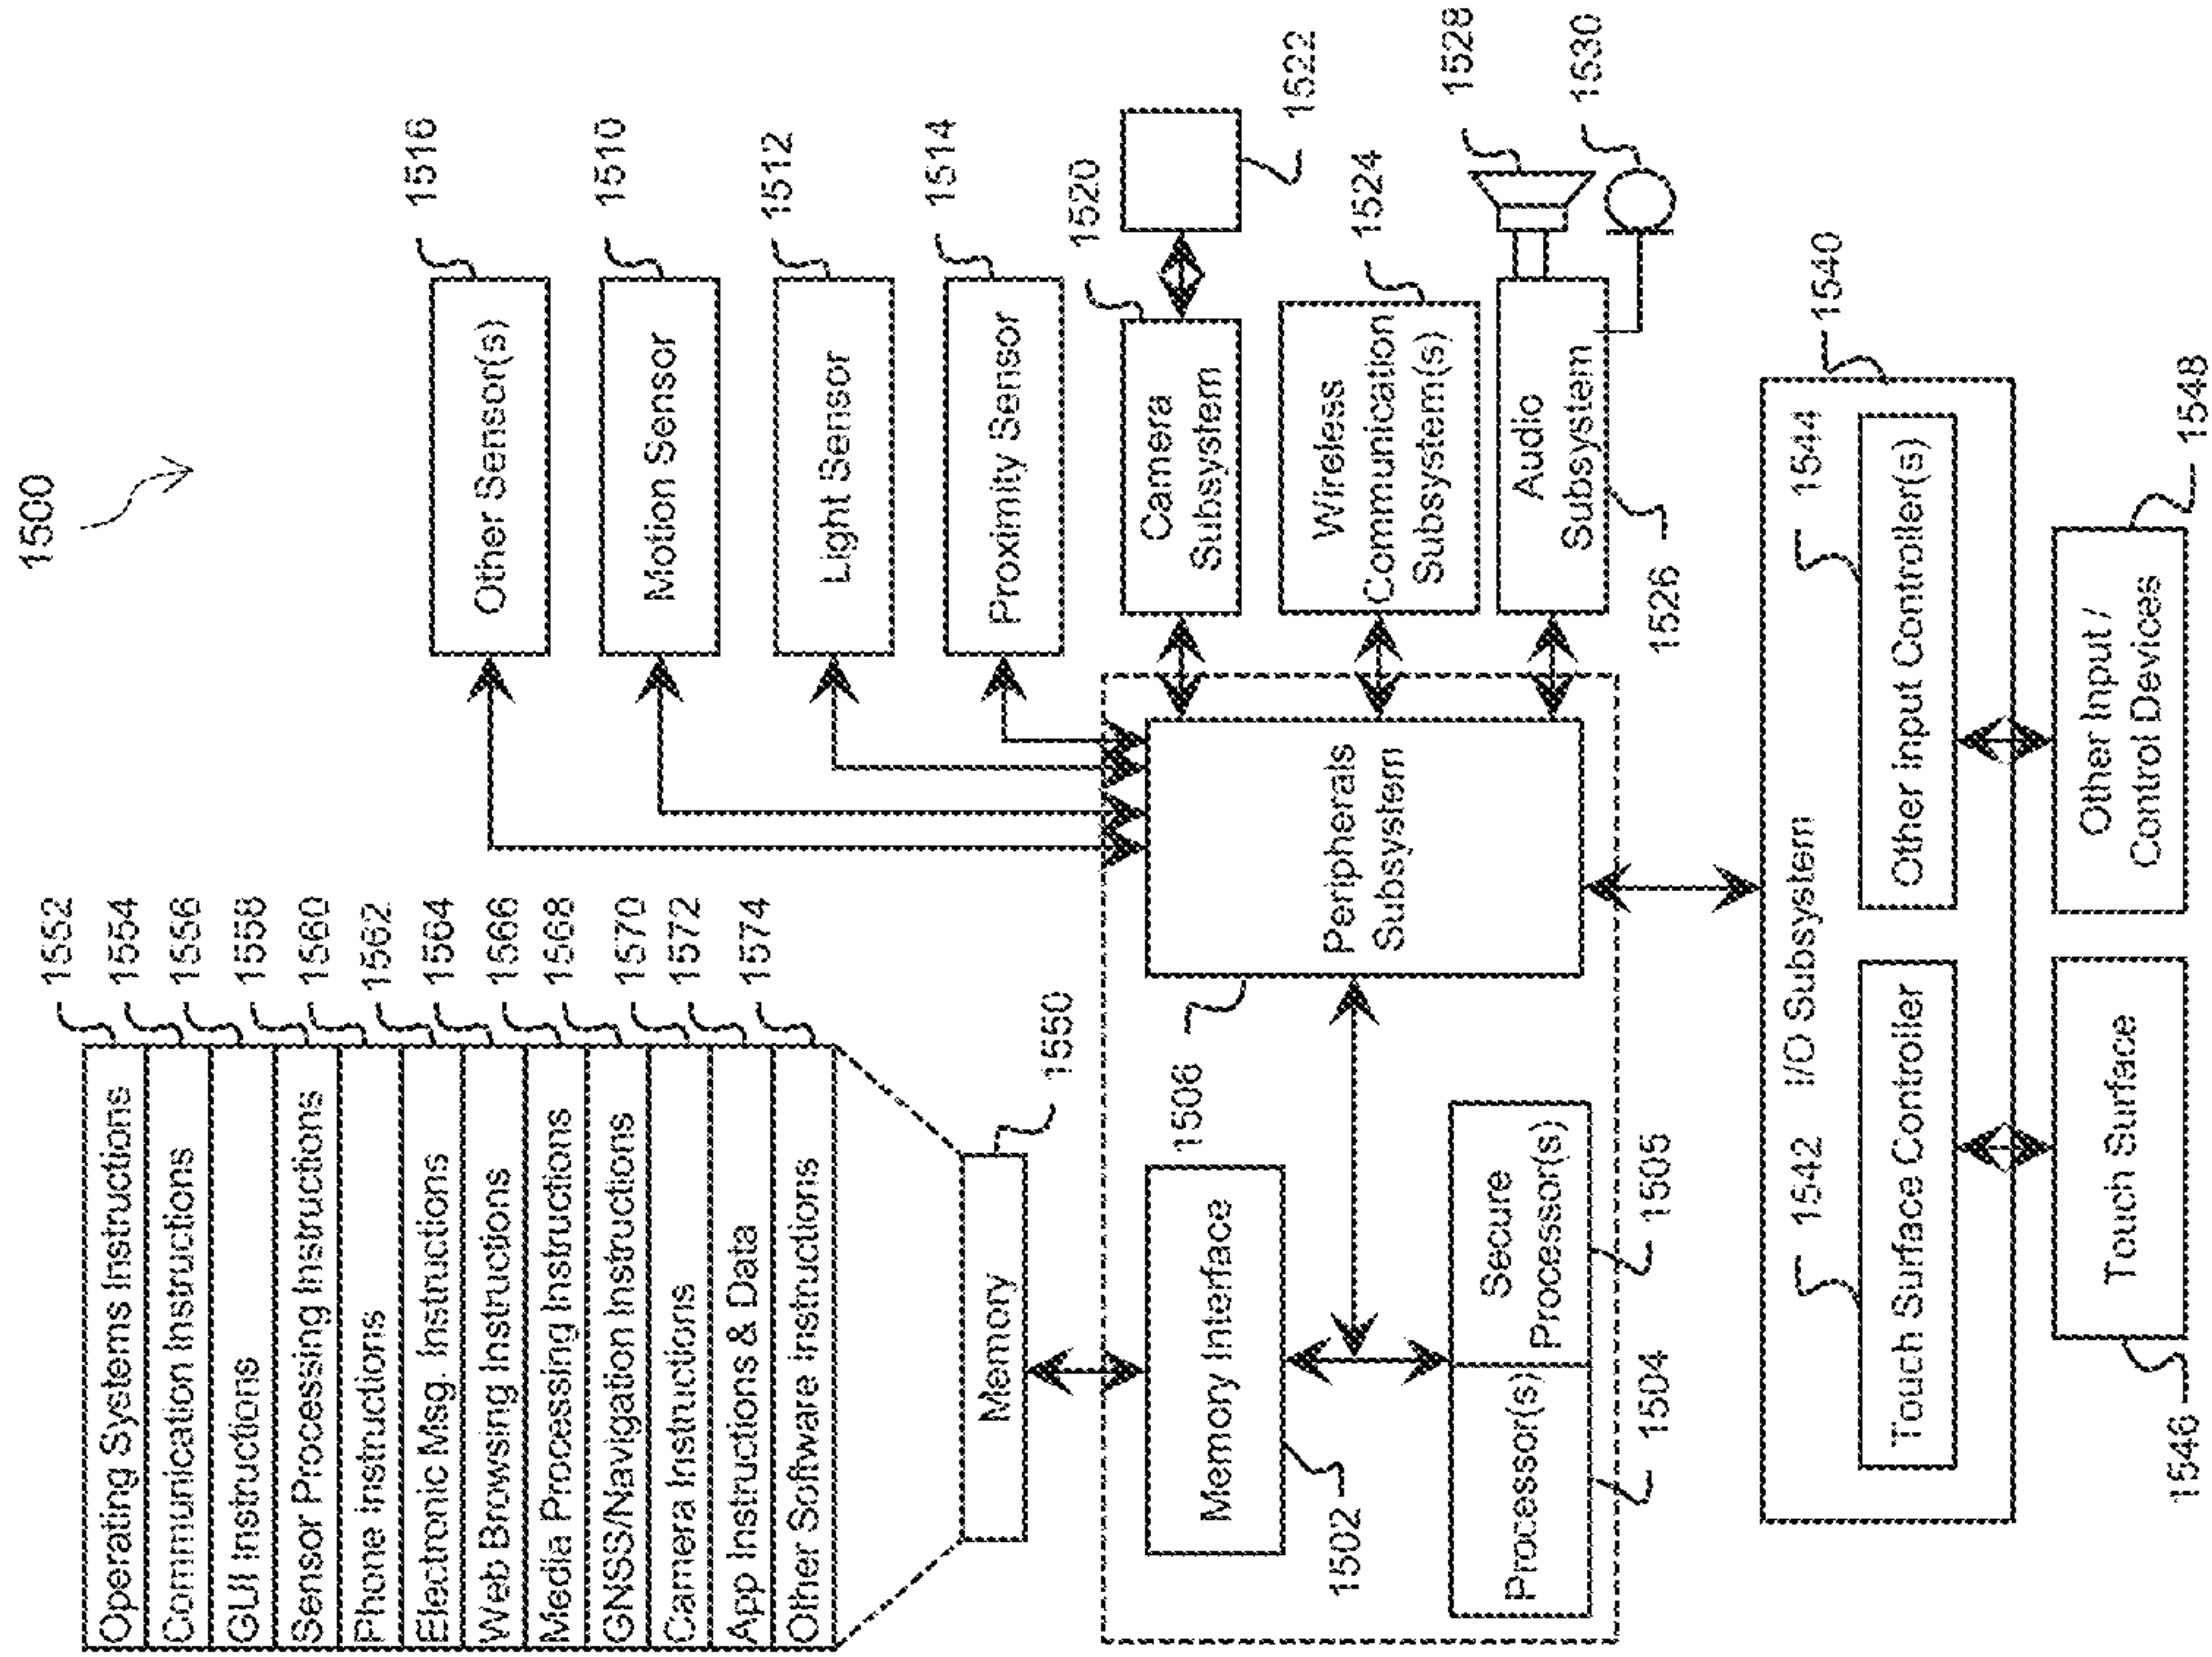 1500
Operating Systems Instructions
1552
Communication Instructions
1554
GUI Instructions
1556
Sensor Processing Instructions
1558
Phone Instructions
1560
Electronic Msg. Instructions
1562
Web Browsing Instructions
1564
Media Processing Instructions
1566
GNSS/Navigation Instructions
1568
Camera Instructions
1570
App Instructions & Data
1572
Other Software Instructions
1574
Memory
1550
Other Sensor(s)
1516
Motion Sensor
1510
Light Sensor
1512
Proximity Sensor
1514
Camera
Subsystem
1520
1522
Wireless
Communication
Subsystem(s)
1524
Audio
Subsystem
1526
1528
1530
Memory Interface
1502
Peripherals
Subsystem
1506
Processor(s)
1504
Secure
Processor(s)
1505
I/O Subsystem
1540
1542
Touch Surface Controller
1544
Other Input Controller(s)
Touch Surface
1546
Other Input /
Control Devices
1548